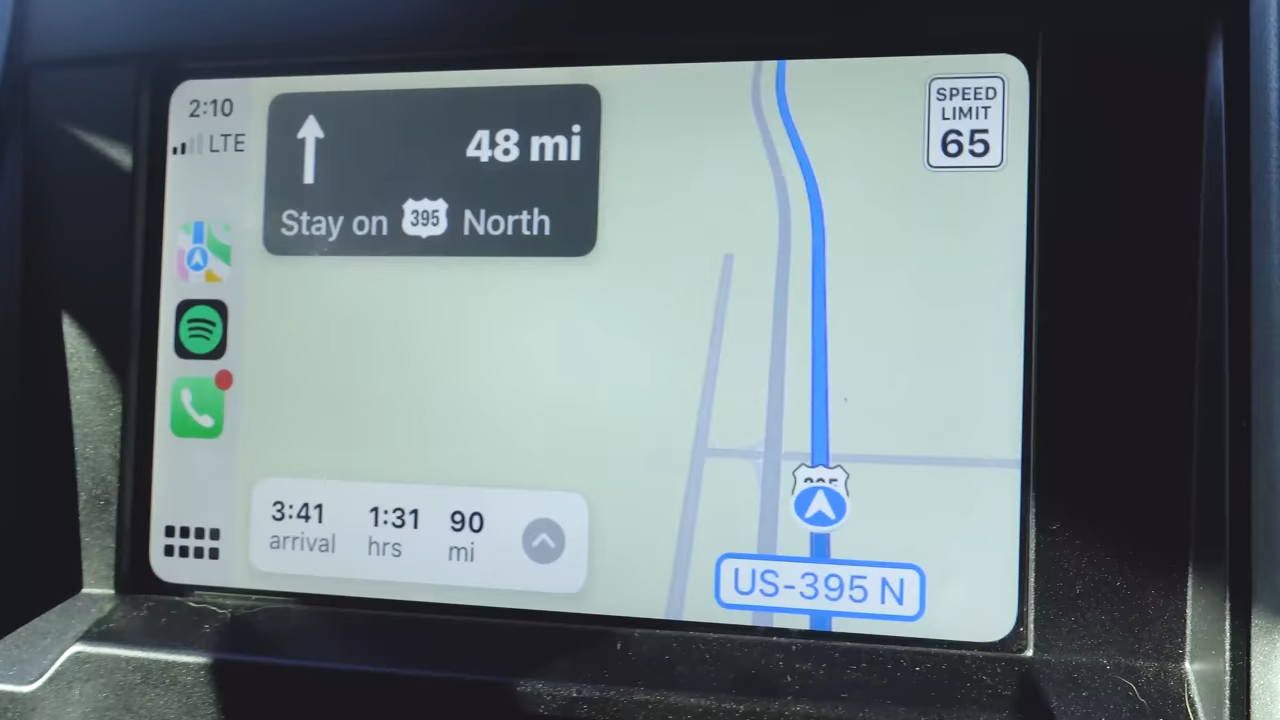 2:10
LTE
48 mi
Stay on 395 North
SPEED
LIMIT
65
3:41 1:31 90
arrival hrs mi
US-395 N